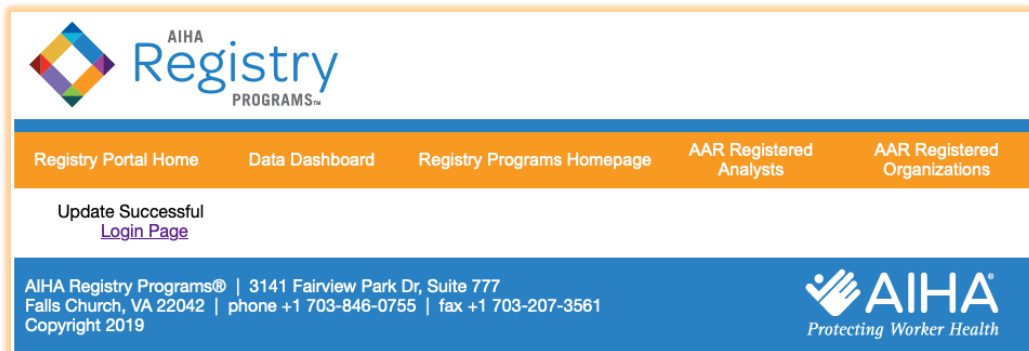 AIHA
Registry
PROGRAMS™
Registry Portal Home
Data Dashboard
Registry Programs Homepage
AAR Registered
Analysts
AAR Registered
Organizations
Update Successful
Login Page
AIHA Registry Programs® | 3141 Fairview Park Dr, Suite 777
Falls Church, VA 22042 | phone +1 703-846-0755 | fax +1 703-207-3561
Copyright 2019
AIHA®
Protecting Worker Health